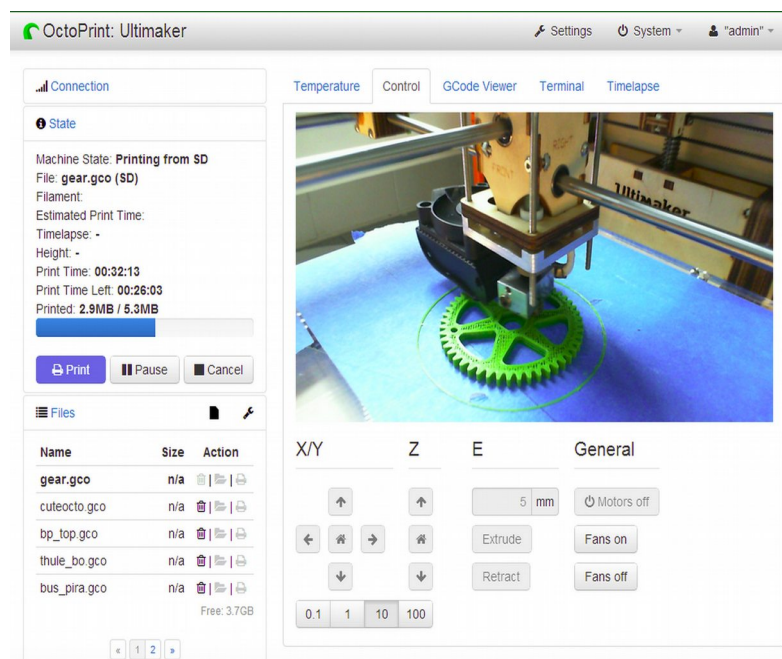 OctoPrint: Ultimaker
Settings
System
"admin"
Connection
State
Machine State: Printing from SD
File: gear.gco (SD)
Filament:
Estimated Print Time:
Timelapse: -
Height: -
Print Time: 00:32:13
Print Time Left: 00:26:03
Printed: 2.9MB / 5.3MB
Print Pause Cancel
Files
Name Size Action
gear.gco n/a | |
cuteocto.gco n/a | |
bp_top.gco n/a | |
thule_bo.gco n/a | |
bus_pira.gco n/a | |
Free: 3.7GB
« 1 2 »
Temperature Control GCode Viewer Terminal Timelapse
FRONT
RIGHT
Ultimaker
X/Y Z E General
5 mm Motors off
Extrude Fans on
Retract Fans off
0.1 1 10 100